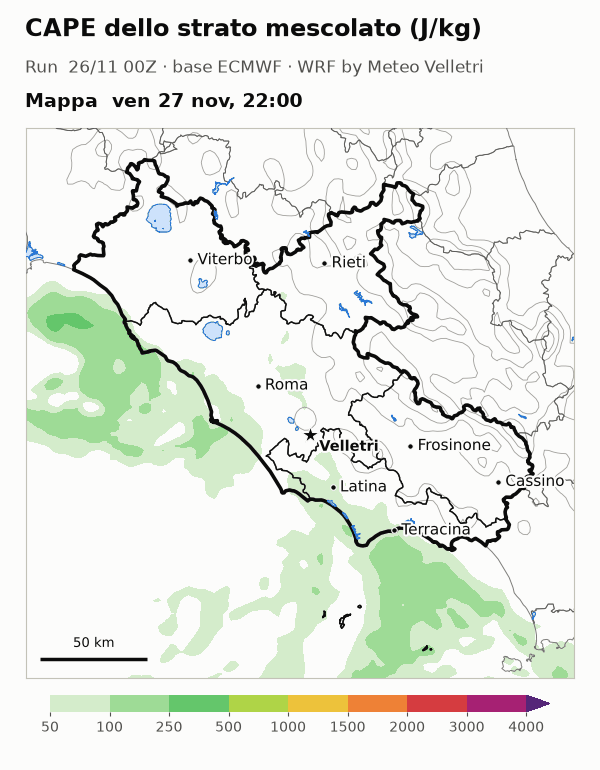 CAPE dello strato mescolato (J/kg)
Run 26/11 00Z · base ECMWF · WRF by Meteo Velletri
Mappa ven 27 nov, 22:00
Viterbo
Rieti
Roma
Velletri
Frosinone
Cassino
Latina
Terracina
50 km
50 100 250 500 1000 1500 2000 3000 4000